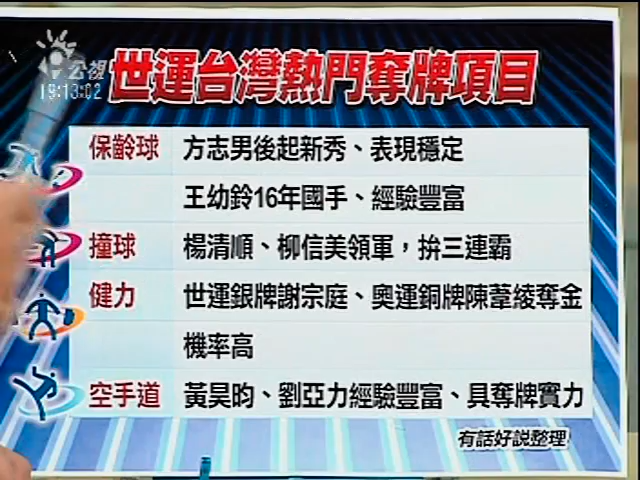 公視
19:13:02
世運台灣熱門奪牌項目
保齡球 方志男後起新秀、表現穩定
王幼鈴16年國手、經驗豐富
撞球 楊清順、柳信美領軍，拚三連霸
健力 世運銀牌謝宗庭、奧運銅牌陳葦綾奪金
機率高
空手道 黃昊昀、劉亞力經驗豐富、具奪牌實力
有話好說整理